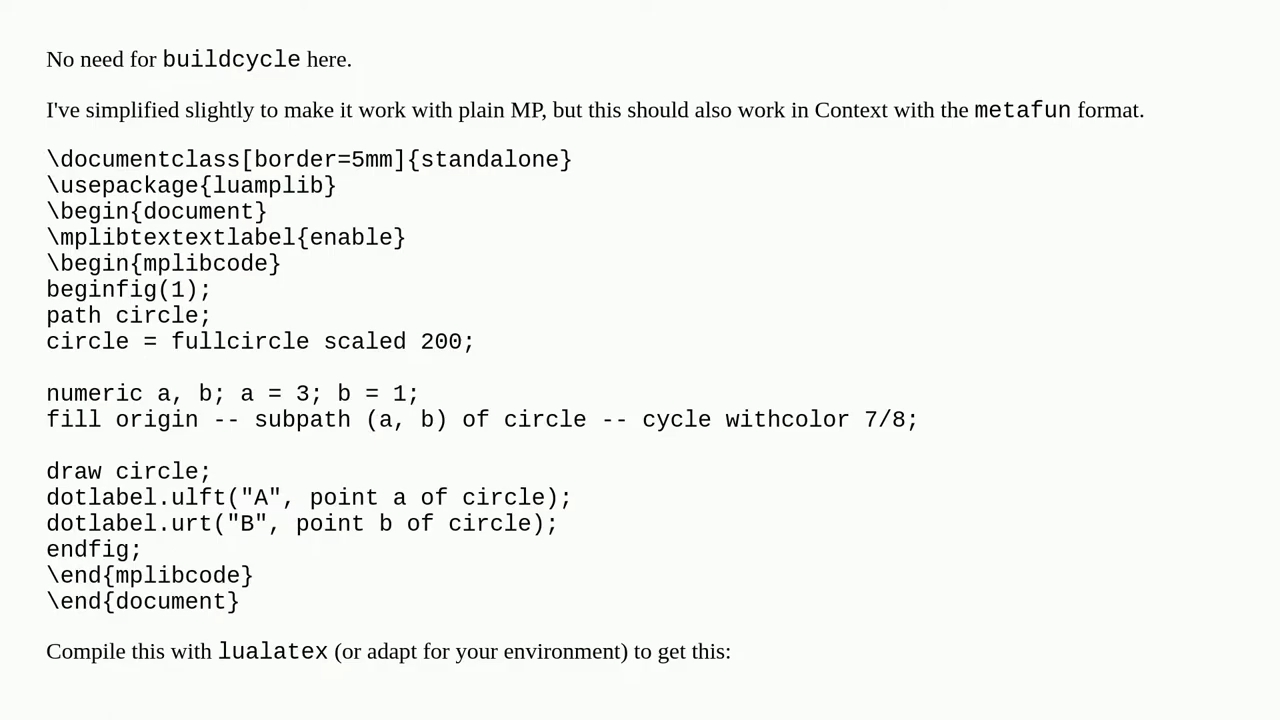 No need for buildcycle here.
I've simplified slightly to make it work with plain MP, but this should also work in Context with the metafun format.
\documentclass[border=5mm]{standalone}
\usepackage{luamplib}
\begin{document}
\mplibtextextlabel{enable}
\begin{mplibcode}
beginfig(1);
path circle;
circle = fullcircle scaled 200;
numeric a, b; a = 3; b = 1;
fill origin -- subpath (a, b) of circle -- cycle withcolor 7/8;
draw circle;
dotlabel.ulft("A", point a of circle);
dotlabel.urt("B", point b of circle);
endfig;
\end{mplibcode}
\end{document}
Compile this with lualatex (or adapt for your environment) to get this: